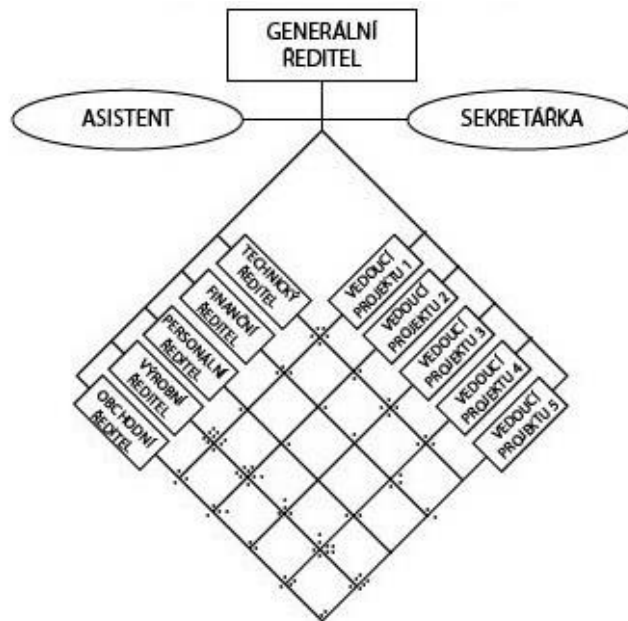 GENERÁLNÍ
ŘEDITEL
ASISTENT
SEKRETÁŘKA
TECHNICKÝ
ŘEDITEL
FINANČNÍ
ŘEDITEL
PERSONÁLNÍ
ŘEDITEL
VÝROBNÍ
ŘEDITEL
OBCHODNÍ
ŘEDITEL
VEDOUCÍ
PROJEKTU 1
VEDOUCÍ
PROJEKTU 2
VEDOUCÍ
PROJEKTU 3
VEDOUCÍ
PROJEKTU 4
VEDOUCÍ
PROJEKTU 5